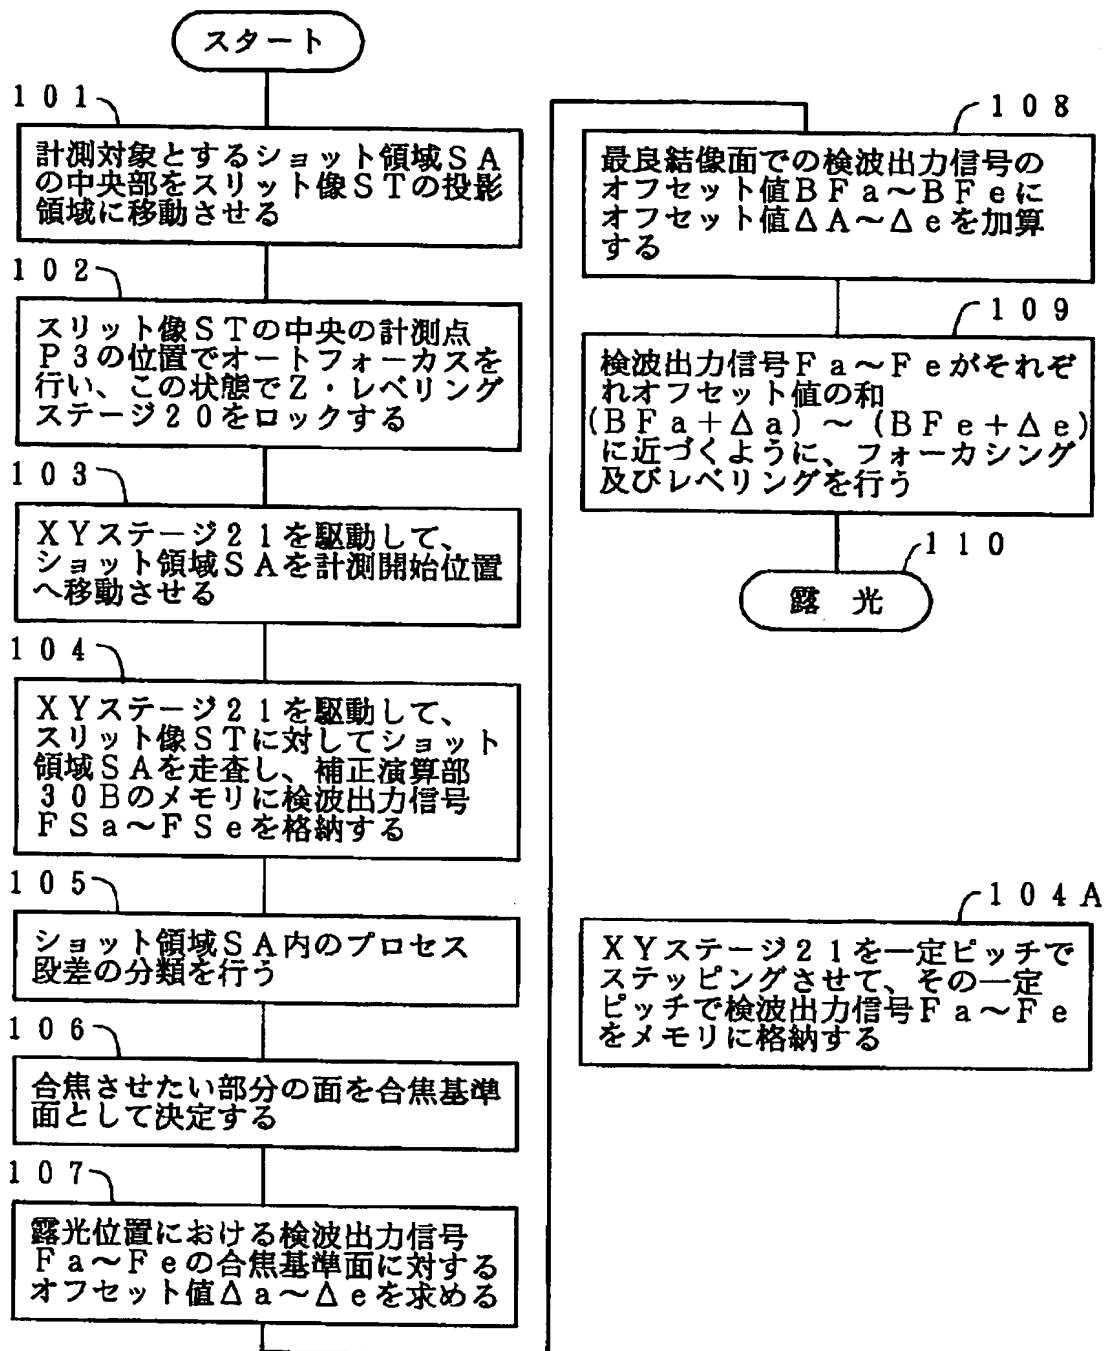 スタート
101
計測対象とするショット領域SA
の中央部をスリット像STの投影
領域に移動させる
102
スリット像STの中央の計測点
P3の位置でオートフォーカスを
行い、この状態でZ・レベリング
ステージ20をロックする
103
XYステージ21を駆動して、
ショット領域SAを計測開始位置
へ移動させる
104
XYステージ21を駆動して、
スリット像STに対してショット
領域SAを走査し、補正演算部
30Bのメモリに検波出力信号
FSa～FSeを格納する
105
ショット領域SA内のプロセス
段差の分類を行う
106
合焦させたい部分の面を合焦基準
面として決定する
107
露光位置における検波出力信号
Fa～Feの合焦基準面に対する
オフセット値Δa～Δeを求める
108
最良結像面での検波出力信号の
オフセット値BFa～BFeに
オフセット値ΔA～Δeを加算
する
109
検波出力信号Fa～Feがそれぞ
れオフセット値の和
(BFa+Δa)～(BFe+Δe)
に近づくように、フォーカシング
及びレベリングを行う
110
露 光
104A
XYステージ21を一定ピッチで
ステッピングさせて、その一定
ピッチで検波出力信号Fa～Fe
をメモリに格納する